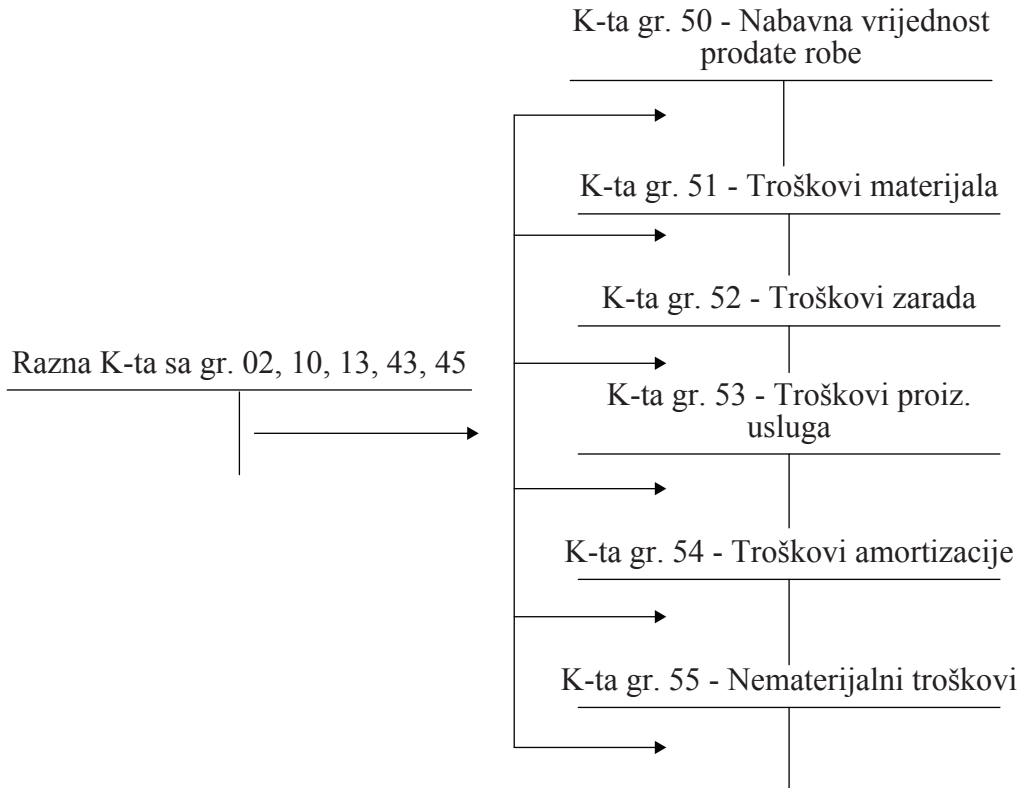 K-ta gr. 50 - Nabavna vrijednost
prodate robe
K-ta gr. 51 - Troškovi materijala
K-ta gr. 52 - Troškovi zarada
Razna K-ta sa gr. 02, 10, 13, 43, 45
K-ta gr. 53 - Troškovi proiz.
usluga
K-ta gr. 54 - Troškovi amortizacije
K-ta gr. 55 - Nematerijalni troškovi